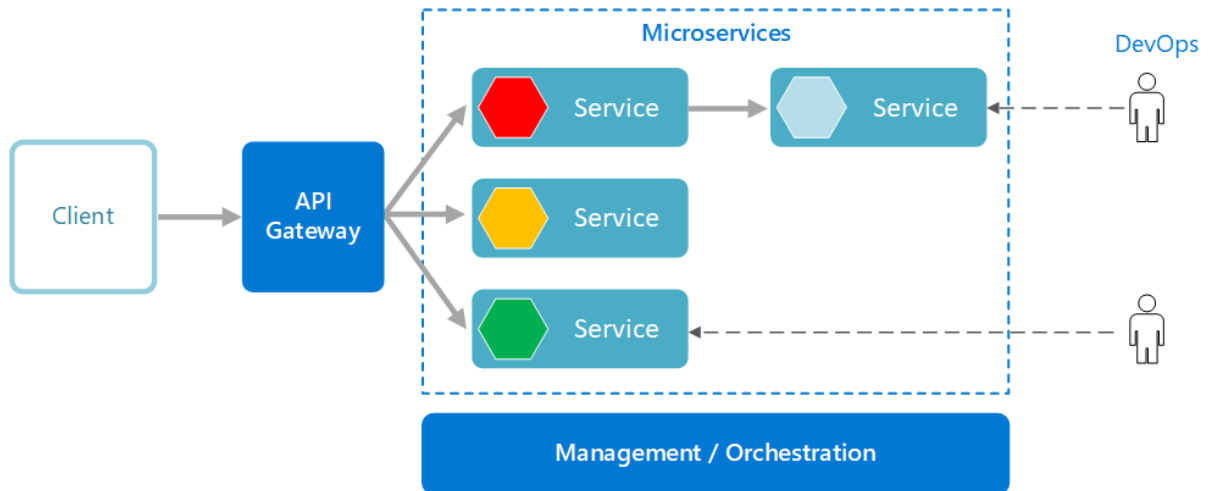 Microservices
DevOps
Service
Service
Client
API
Gateway
Service
Service
Management / Orchestration